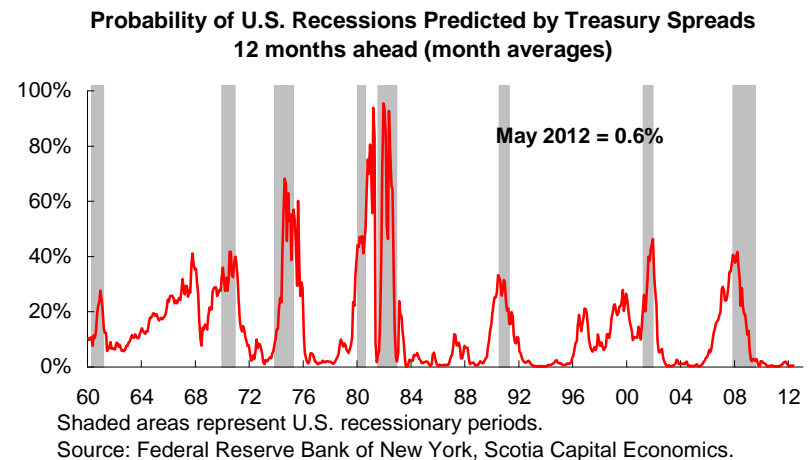 Probability of U.S. Recessions Predicted by Treasury Spreads
12 months ahead (month averages)
100%
May 2012 = 0.6%
80%
60%
40%
20%
0%
60 64 68 72 76 80 84 88 92 96 00 04 08 12
Shaded areas represent U.S. recessionary periods.
Source: Federal Reserve Bank of New York, Scotia Capital Economics.